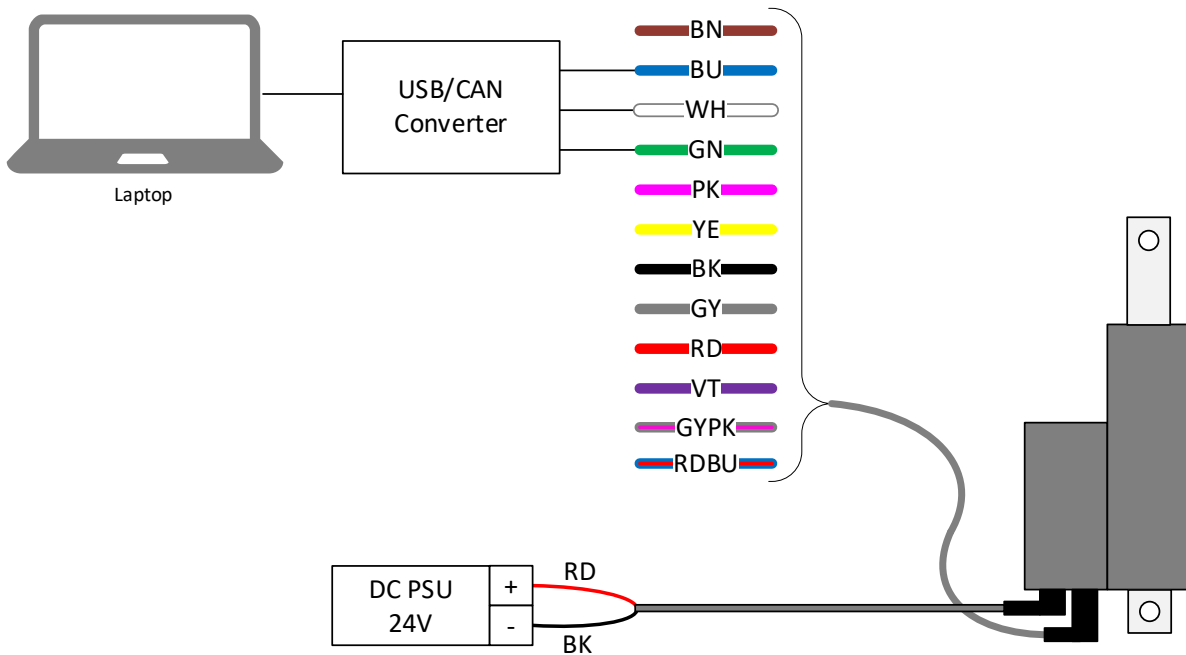 BN
BU
USB/CAN
Converter
WH
GN
PK
Laptop
YE
BK
GY
RD
VT
GYPK
RDBU
DC PSU
24V
+
-
RD
BK